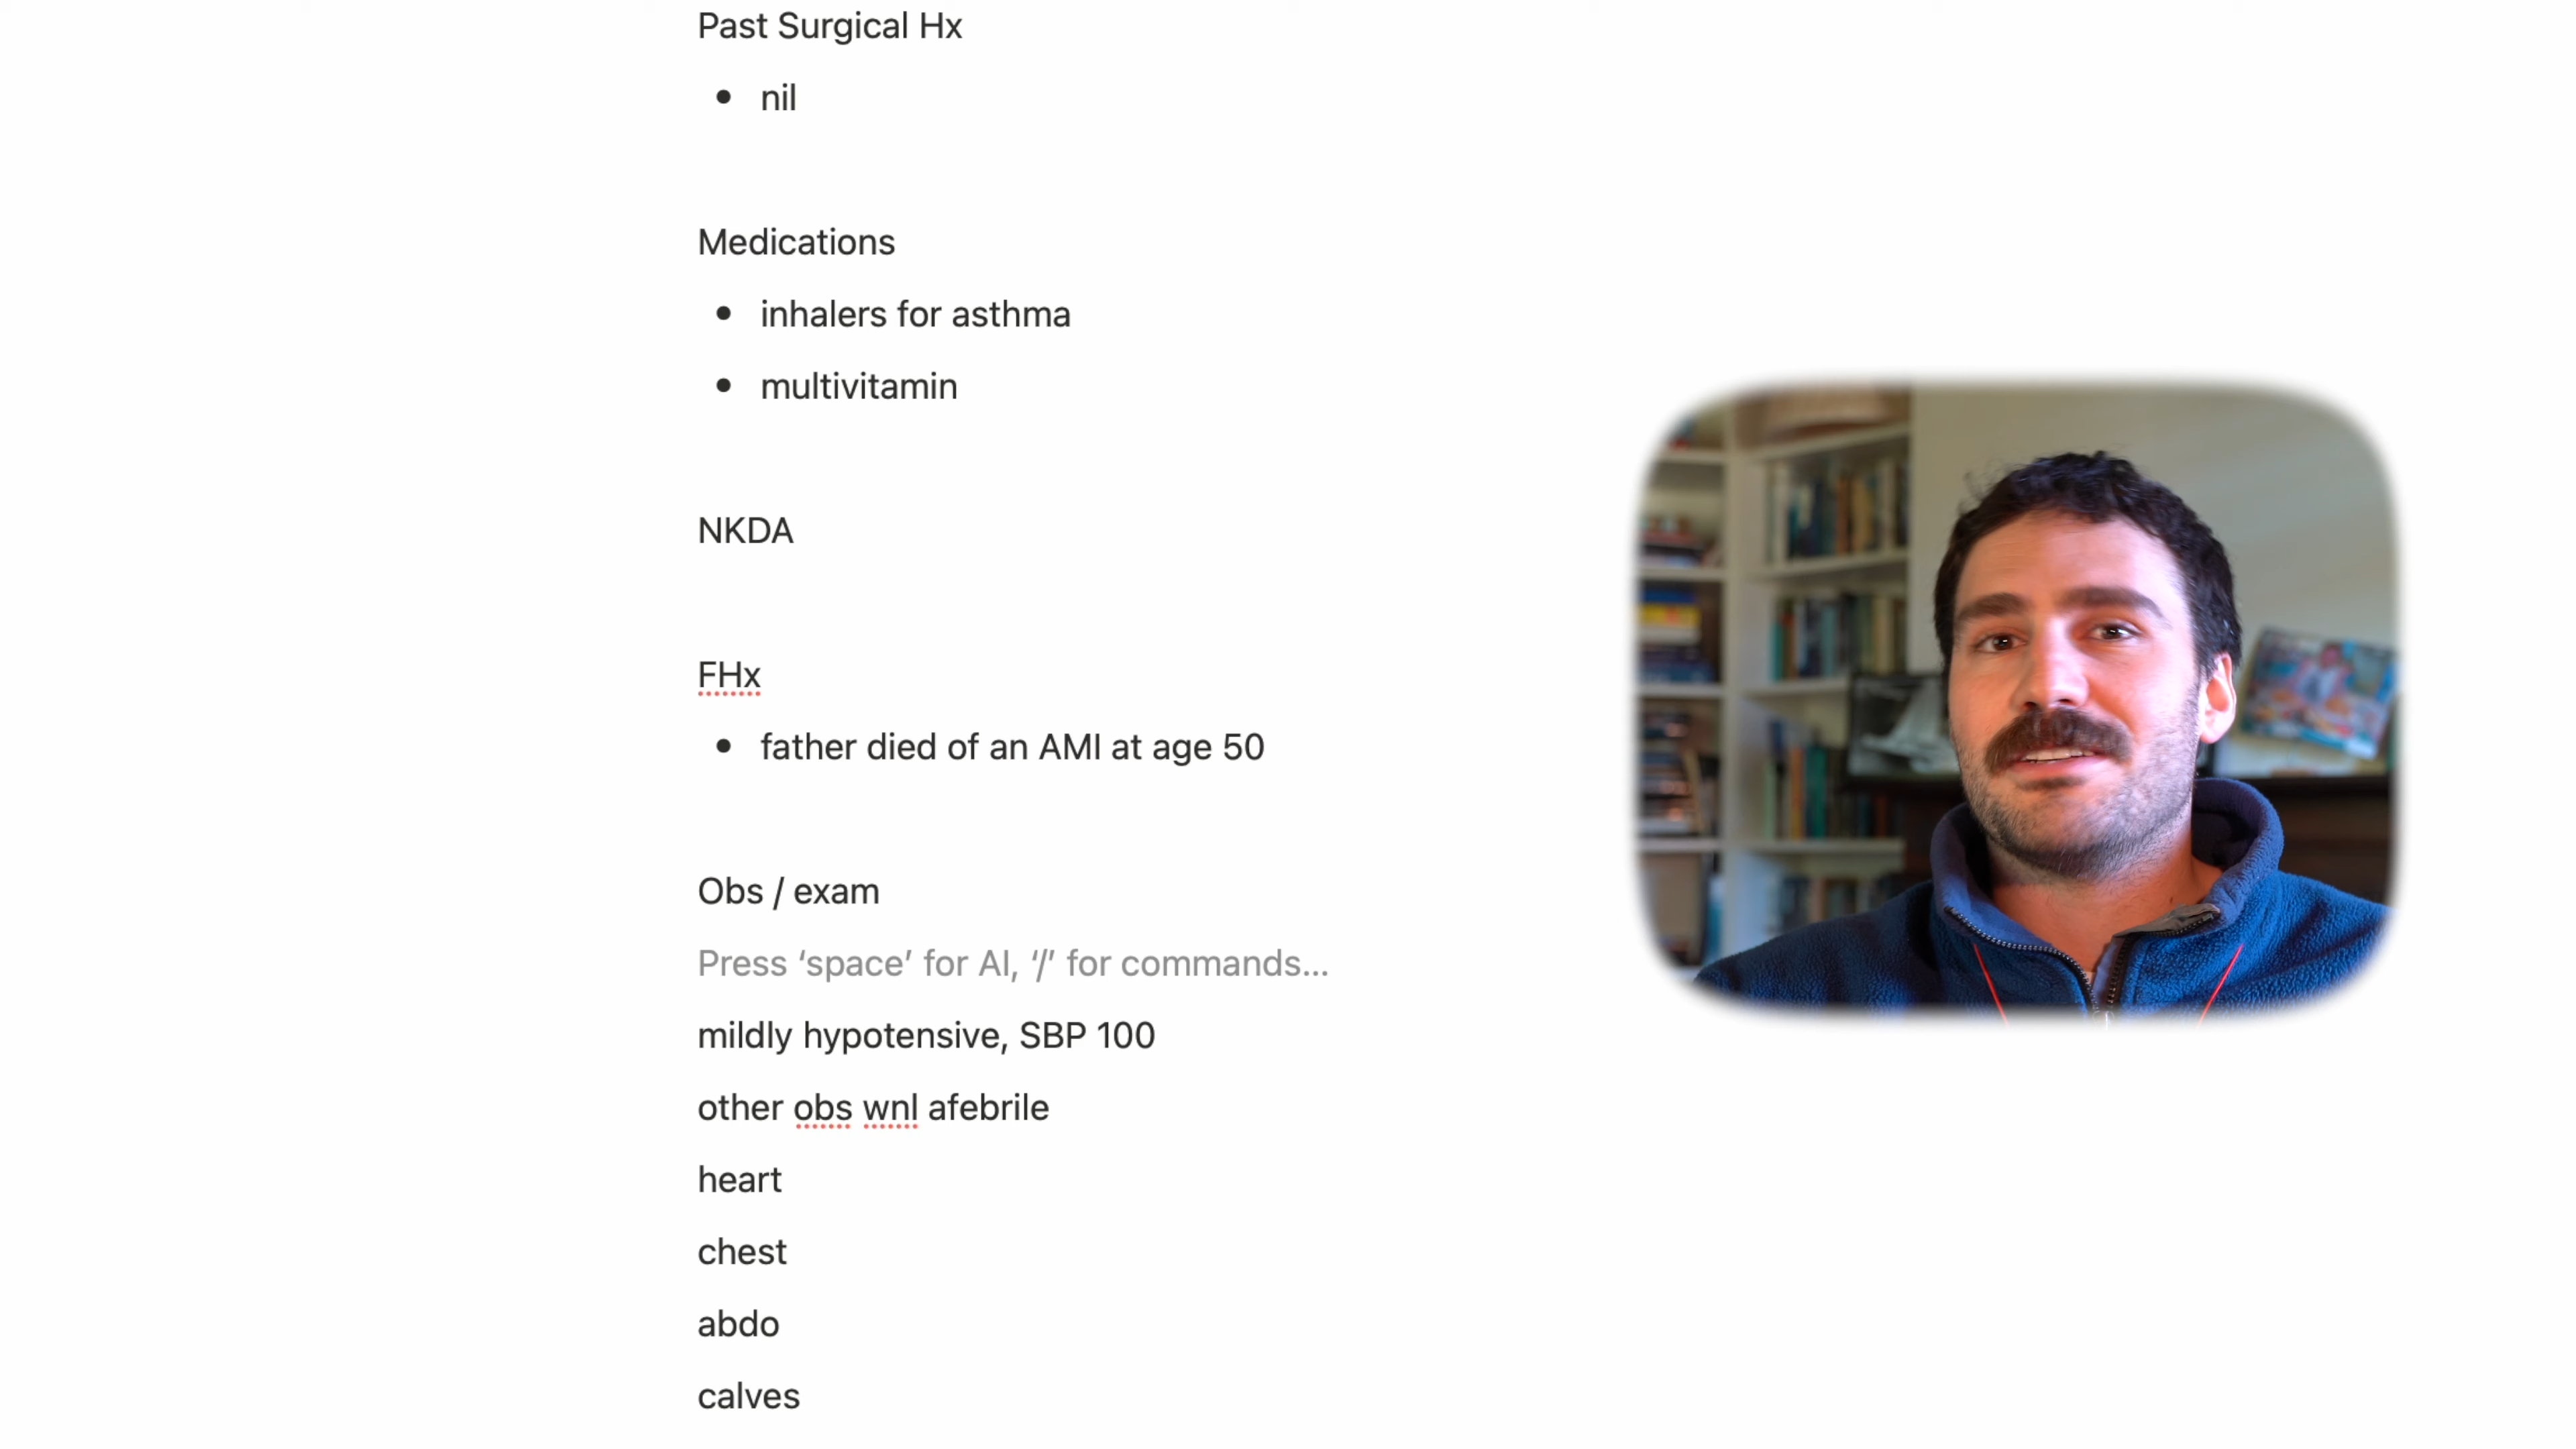 Past Surgical Hx
• nil
Medications
• inhalers for asthma
• multivitamin
NKDA
FHx
• father died of an AMI at age 50
Obs / exam
Press ‘space’ for AI, ‘/’ for commands...
mildly hypotensive, SBP 100
other obs wnl afebrile
heart
chest
abdo
calves